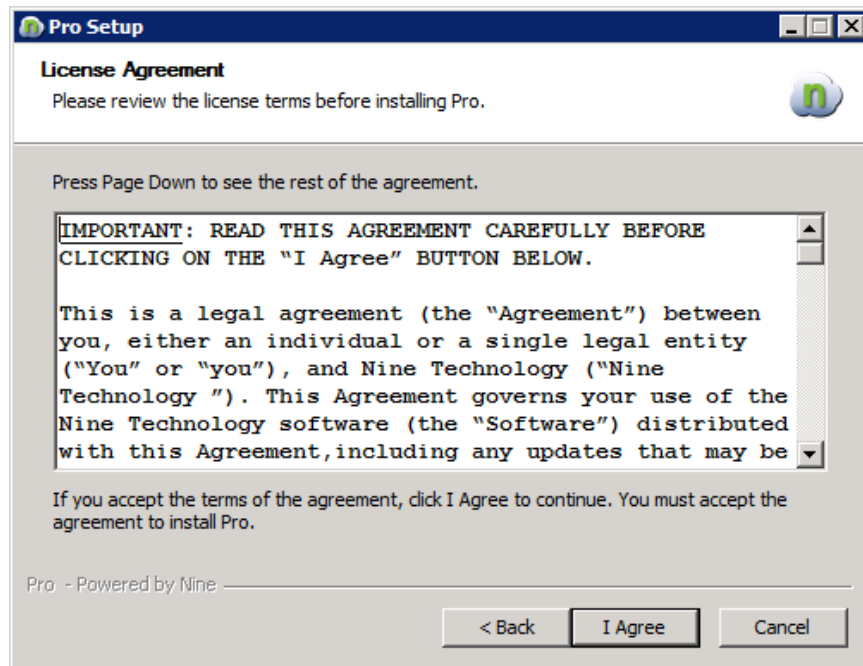 Pro Setup
License Agreement
Please review the license terms before installing Pro.
n
Press Page Down to see the rest of the agreement.
IMPORTANT: READ THIS AGREEMENT CAREFULLY BEFORE
CLICKING ON THE “I Agree” BUTTON BELOW.
This is a legal agreement (the “Agreement”) between
you, either an individual or a single legal entity
(“You” or “you”), and Nine Technology (“Nine
Technology ”). This Agreement governs your use of the
Nine Technology software (the “Software”) distributed
with this Agreement,including any updates that may be
If you accept the terms of the agreement, click I Agree to continue. You must accept the
agreement to install Pro.
Pro - Powered by Nine
< Back I Agree Cancel